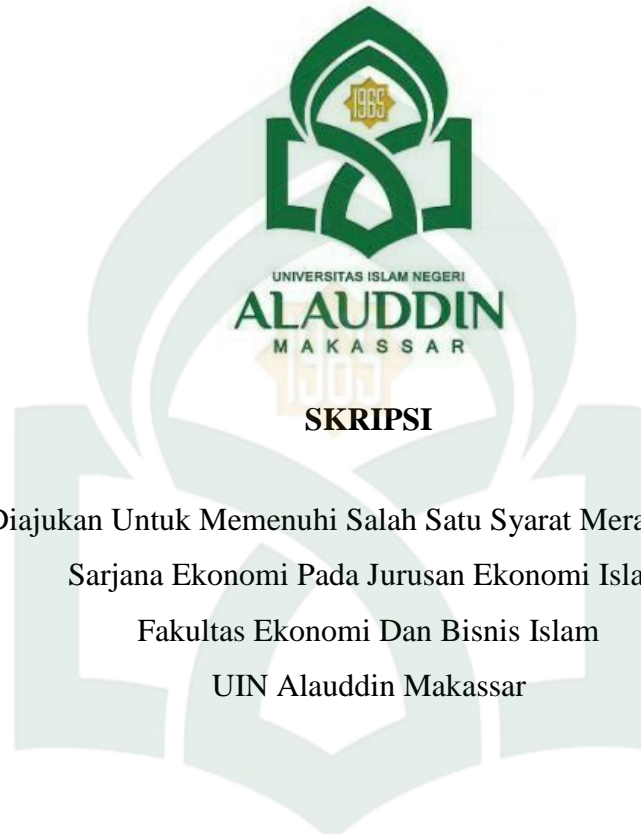 1965
UNIVERSITAS ISLAM NEGERI
ALAUDDIN
MAKASSAR
1965
SKRIPSI
Diajukan Untuk Memenuhi Salah Satu Syarat
Sarjana Ekonomi Pada Jurusan Ekonomi
Fakultas Ekonomi Dan Bisnis Islam
UIN Alauddin Makassar